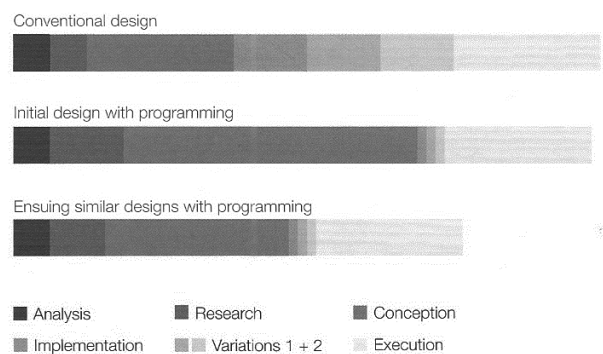 Conventional design
Initial design with programming
Ensuing similar designs with programming
Analysis Research Conception
Implementation Variations 1 + 2 Execution